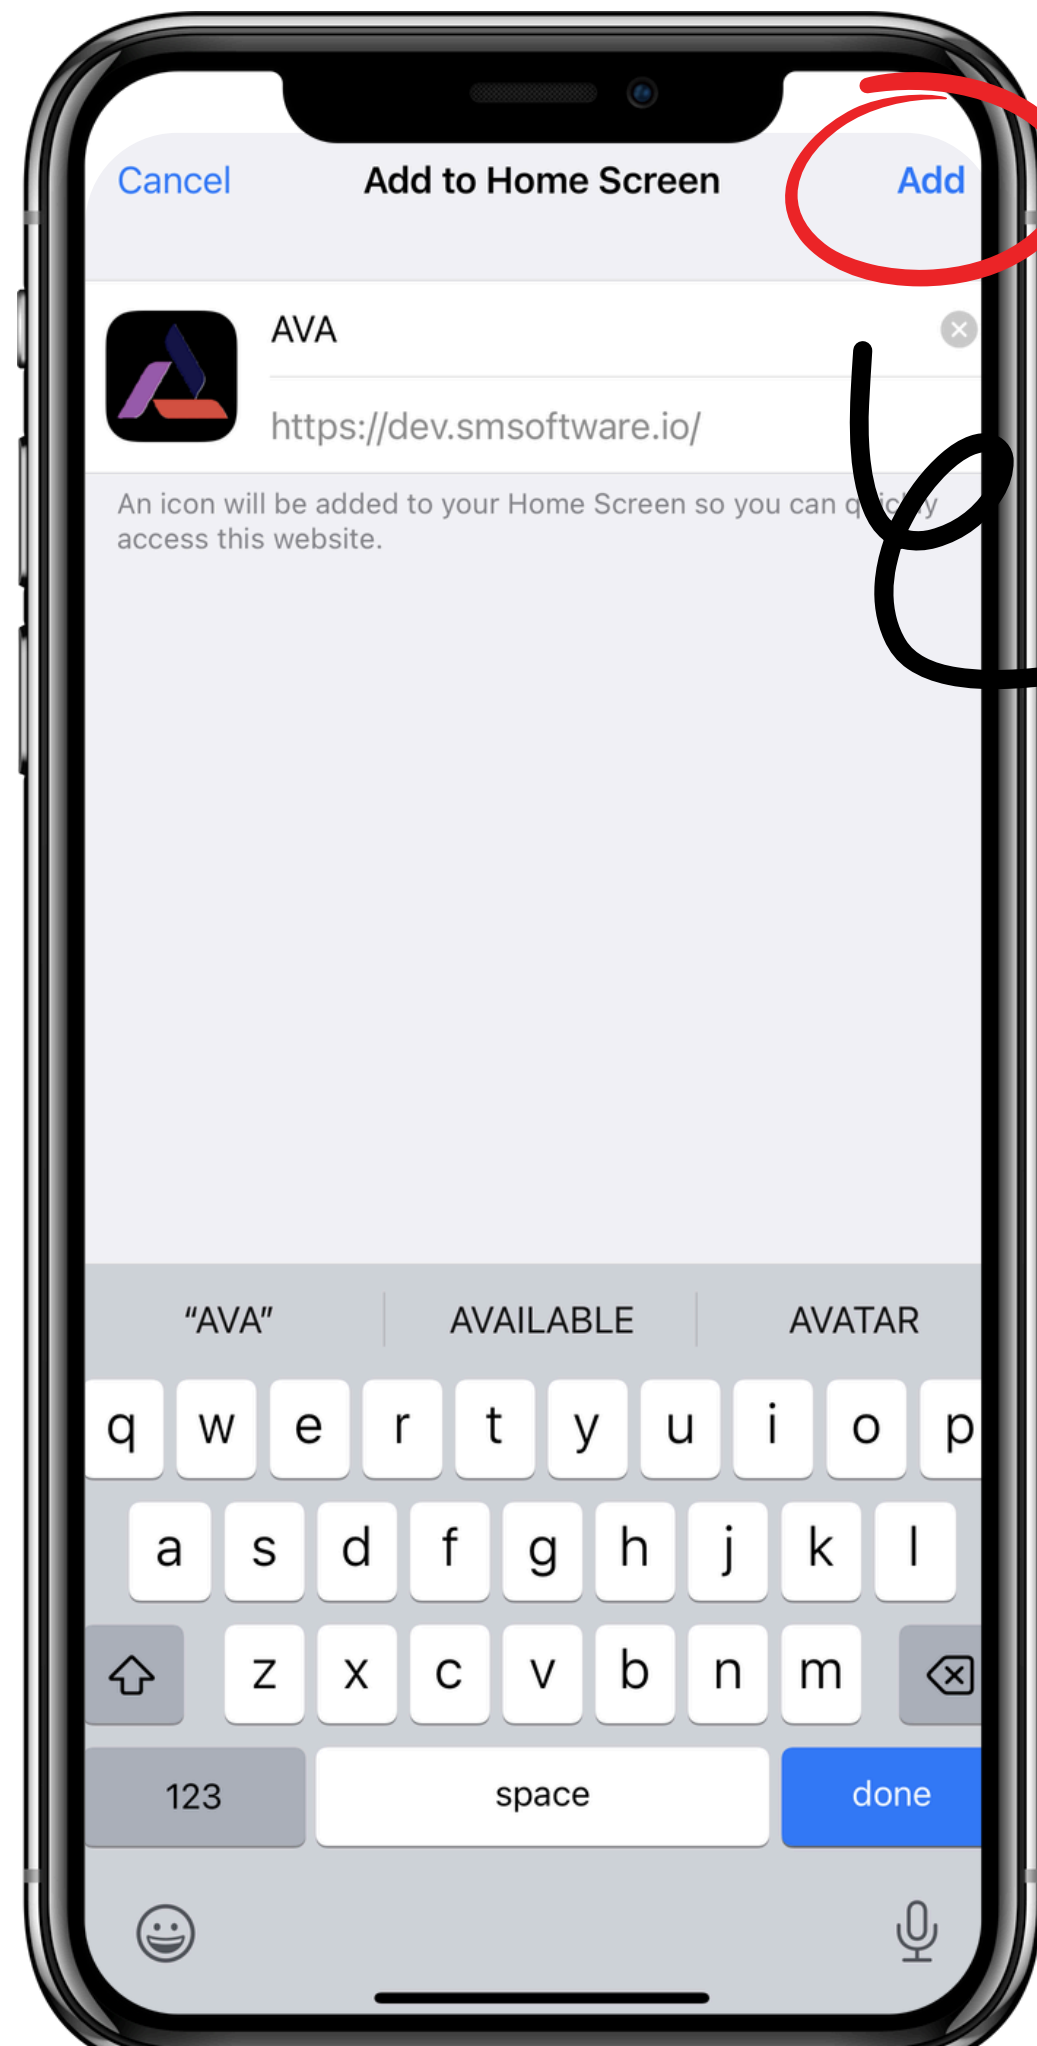 Cancel Add to Home Screen Add
AVA
https://dev.smsoftware.io/
An icon will be added to your Home Screen so you can quickly
access this website.
“AVA” AVAILABLE AVATAR
q w e r t y u i o p
a s d f g h j k l
z x c v b n m
123 space done